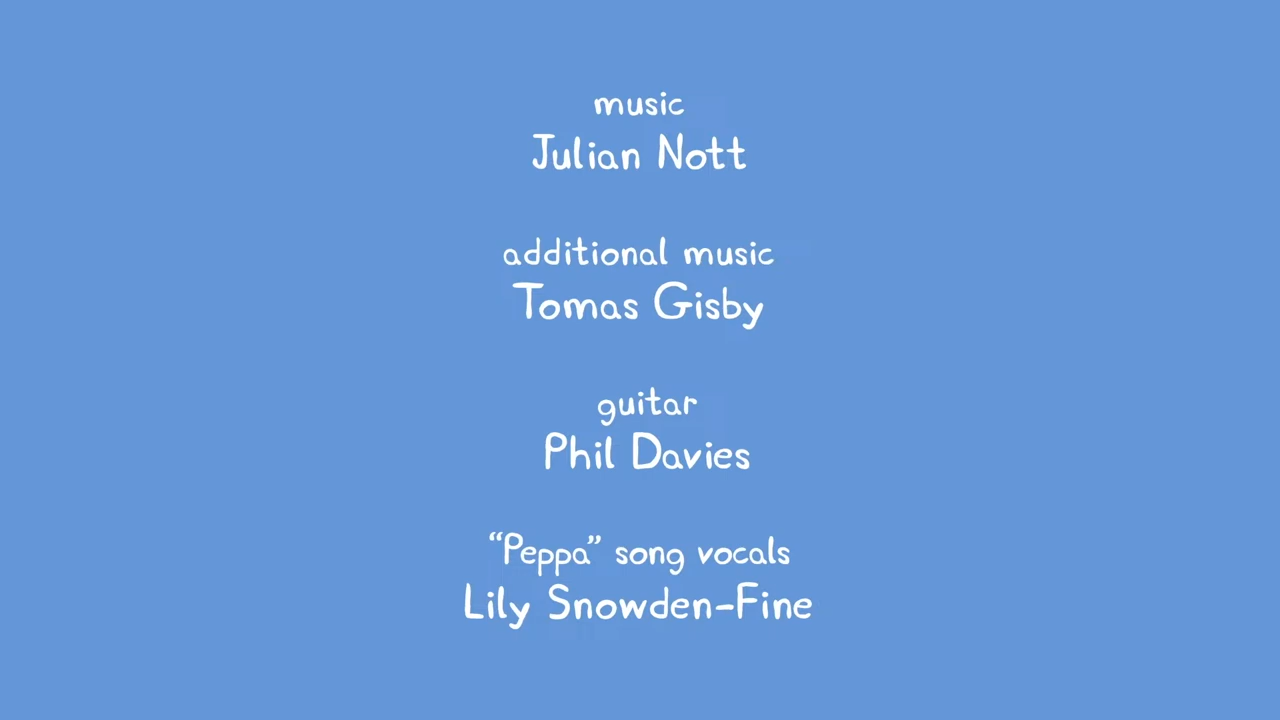 music
Julian Nott
additional music
Tomas Gisby
guitar
Phil Davies
“Peppa” song vocals
Lily Snowden-Fine